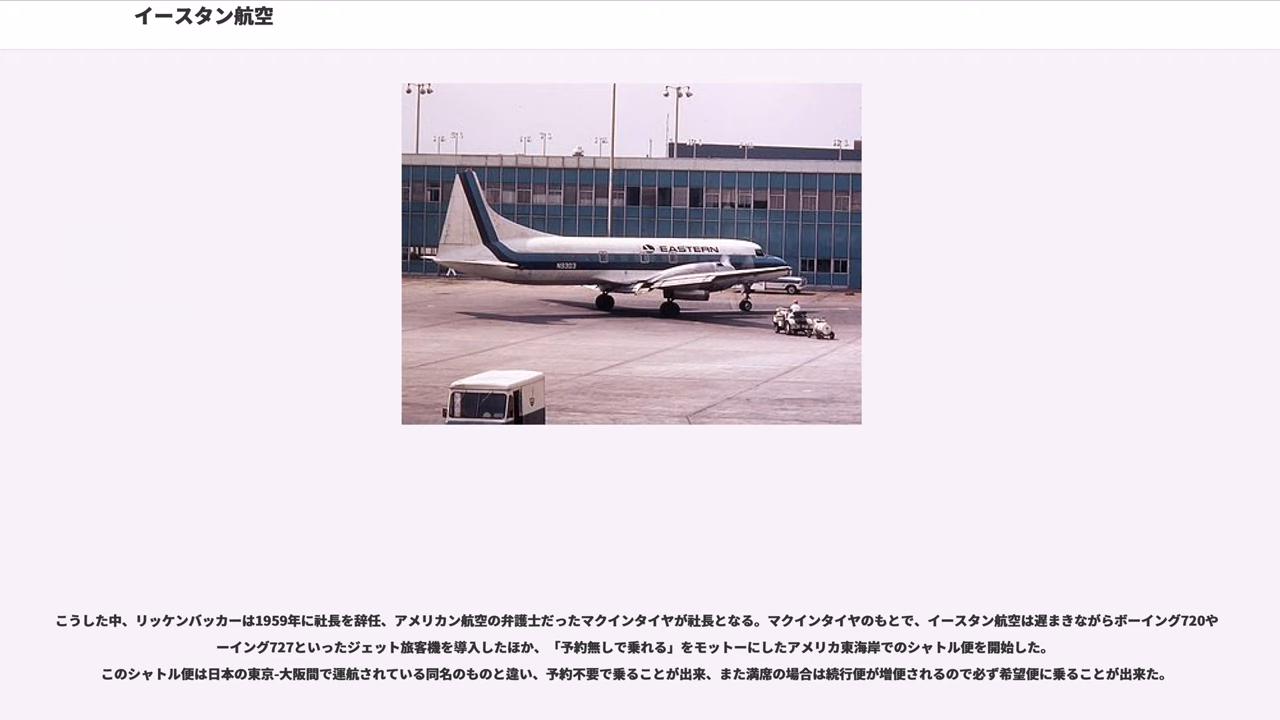 イースタン航空
EASTERN
N9303
こうした中、リッケンバッカーは1959年に社長を辞任、アメリカン航空の弁護士だったマクインタイヤが社長となる。マクインタイヤのもとで、イースタン航空は遅まきながらボーイング720や
ーイング727といったジェット旅客機を導入したほか、「予約無しで乗れる」をモットーにしたアメリカ東海岸でのシャトル便を開始した。
このシャトル便は日本の東京-大阪間で運航されている同名のものと違い、予約不要で乗ることが出来、また満席の場合は続行便が増便されるので必ず希望便に乗ることが出来た。